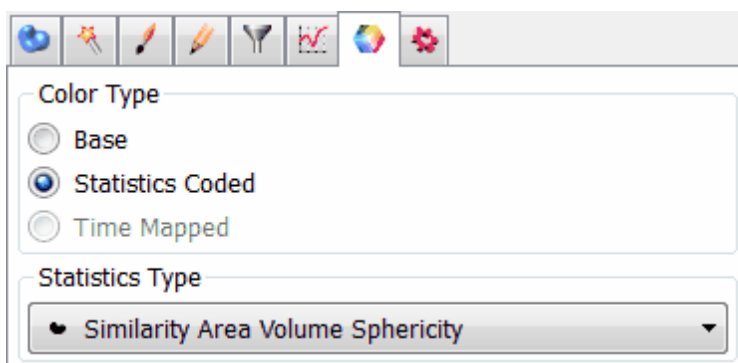 Color Type
Base
Statistics Coded
Time Mapped
Statistics Type
Similarity Area Volume Sphericity